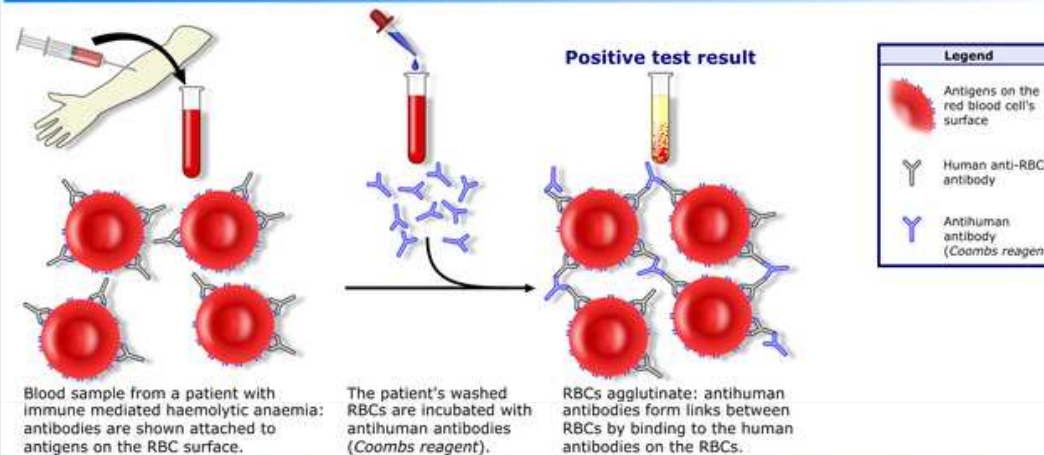 Positive test result
Legend
Antigens on the
red blood cell's
surface
Human anti-RBC
antibody
Antihuman
antibody
(Coombs reagen
Blood sample from a patient with
immune mediated haemolytic anaemia:
antibodies are shown attached to
antigens on the RBC surface.
The patient's washed
RBCs are incubated with
antihuman antibodies
(Coombs reagent).
RBCs agglutinate: antihuman
antibodies form links between
RBCs by binding to the human
antibodies on the RBCs.